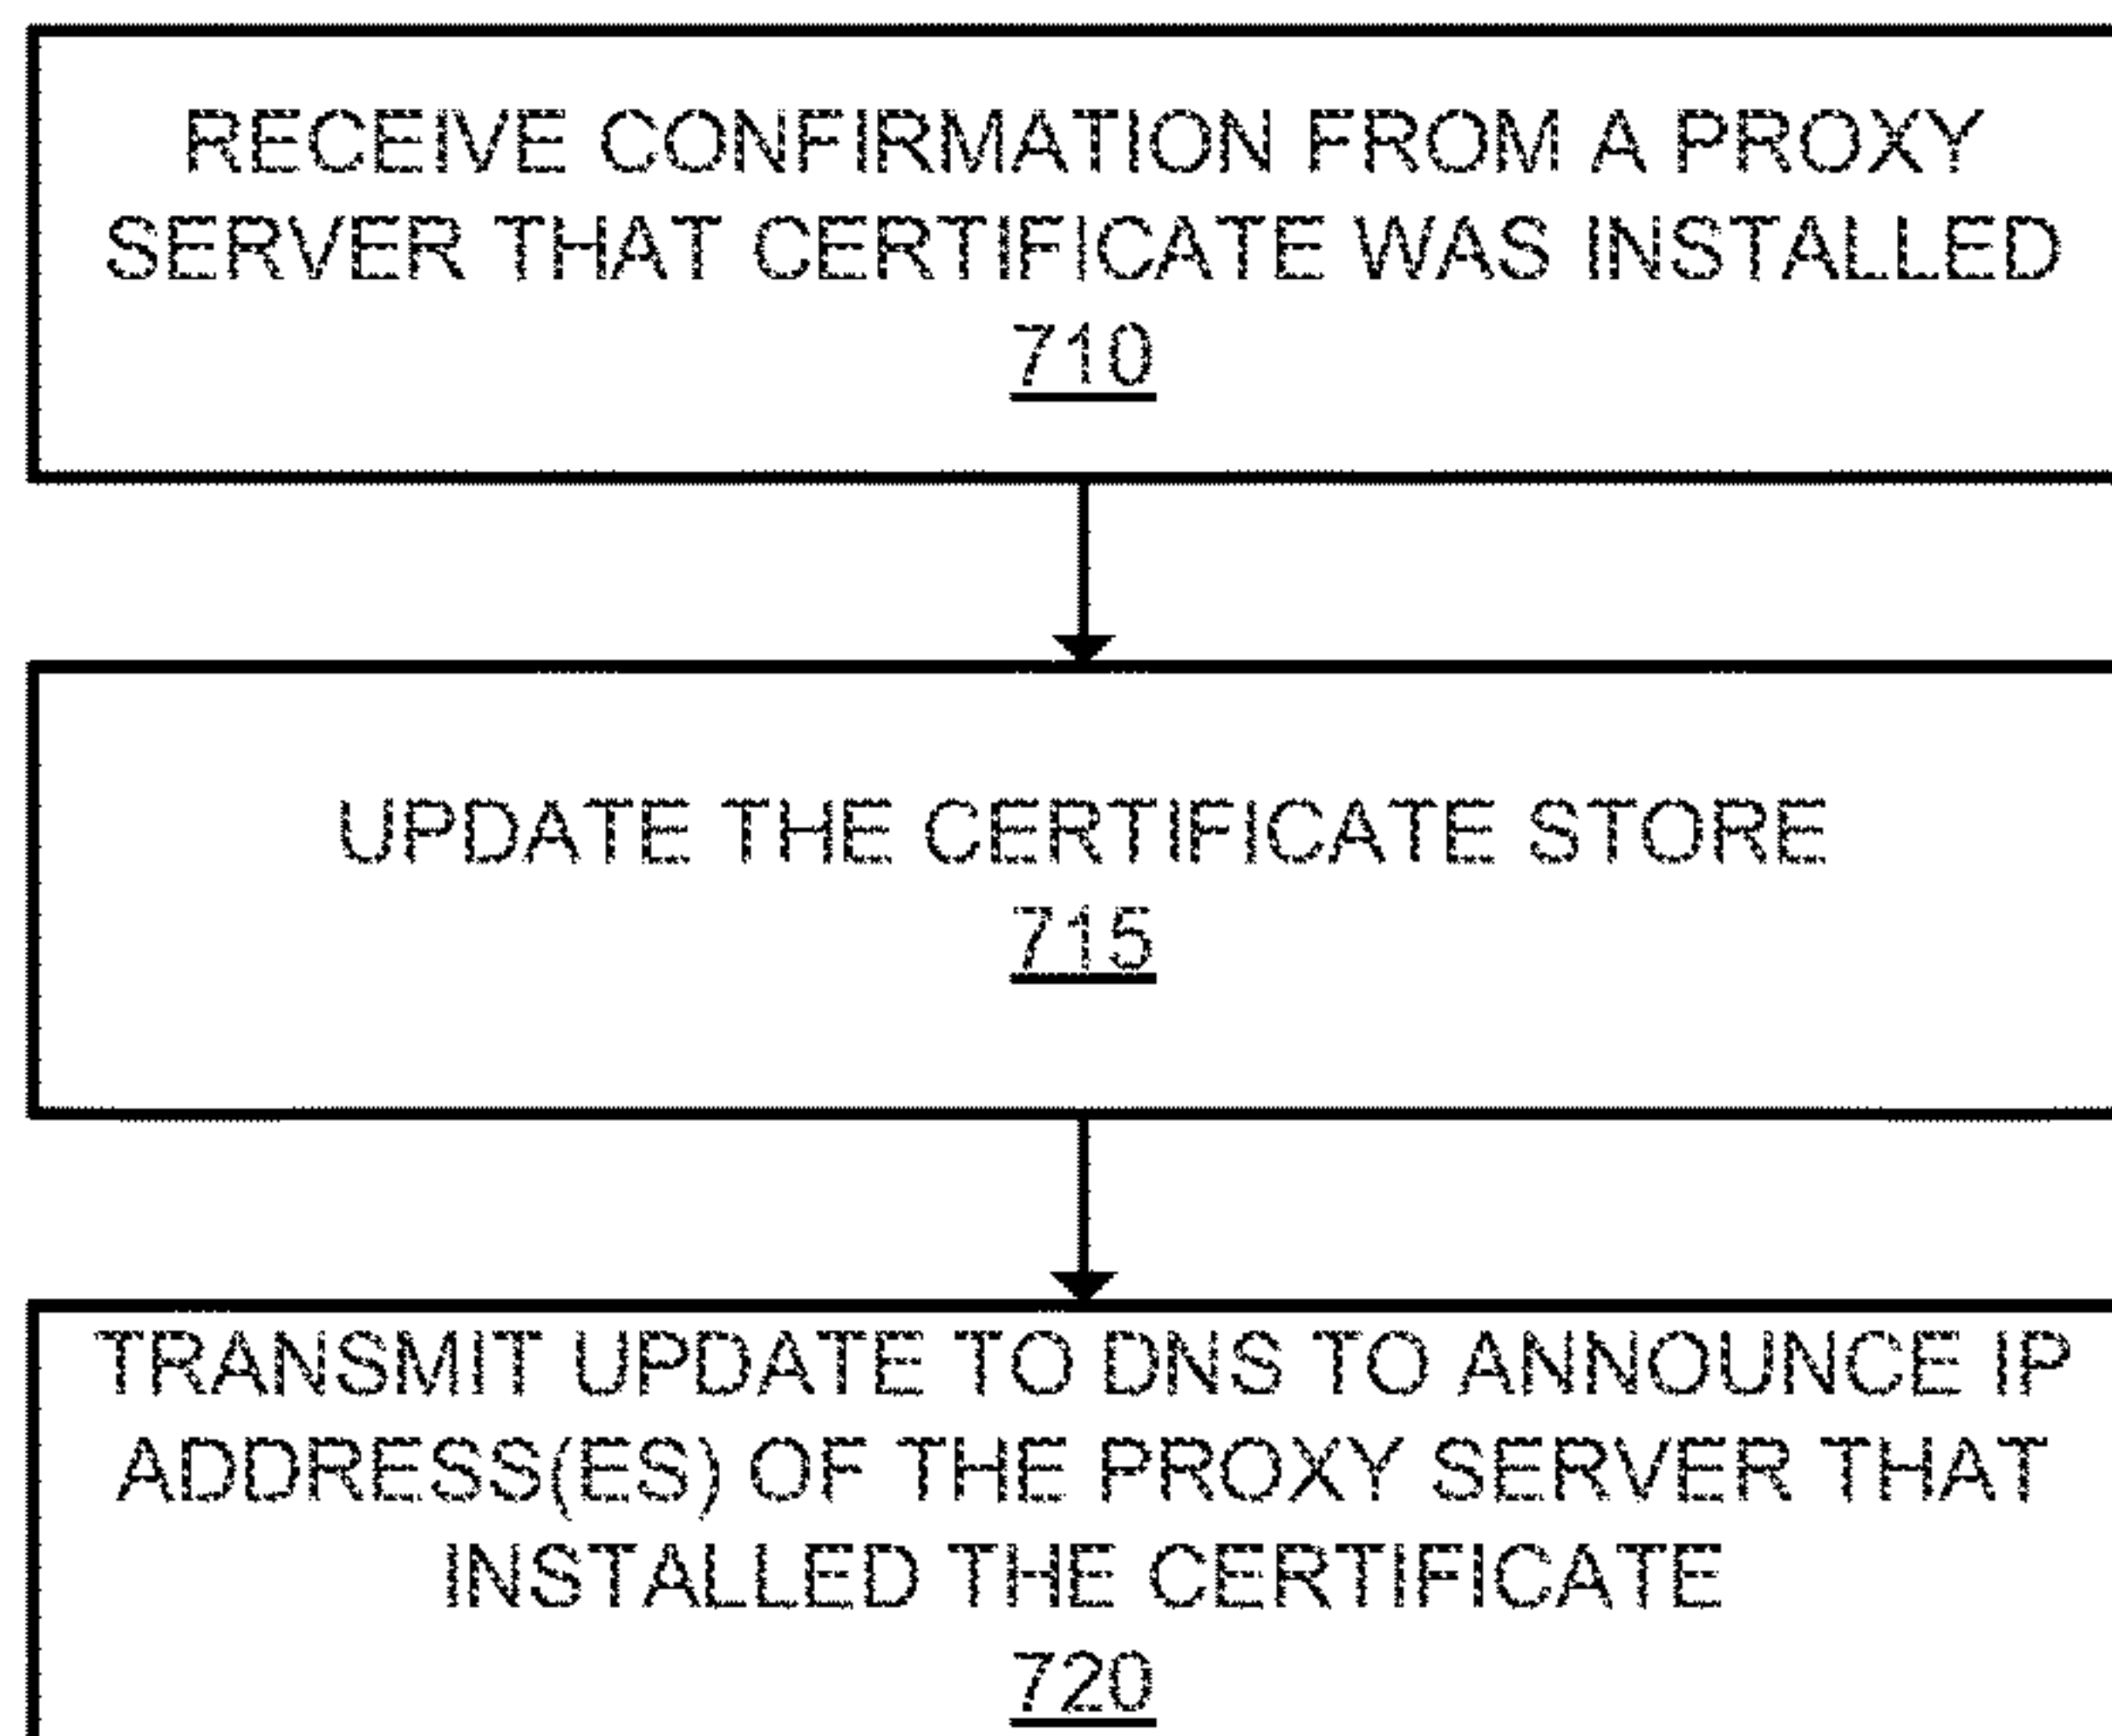 RECEIVE CONFIRMATION FROM A PROXY
SERVER THAT CERTIFICATE WAS INSTALLED
710
UPDATE THE CERTIFICATE STORE
715
TRANSMIT UPDATE TO DNS TO ANNOUNCE IP
ADDRESS(ES) OF THE PROXY SERVER THAT
INSTALLED THE CERTIFICATE
720